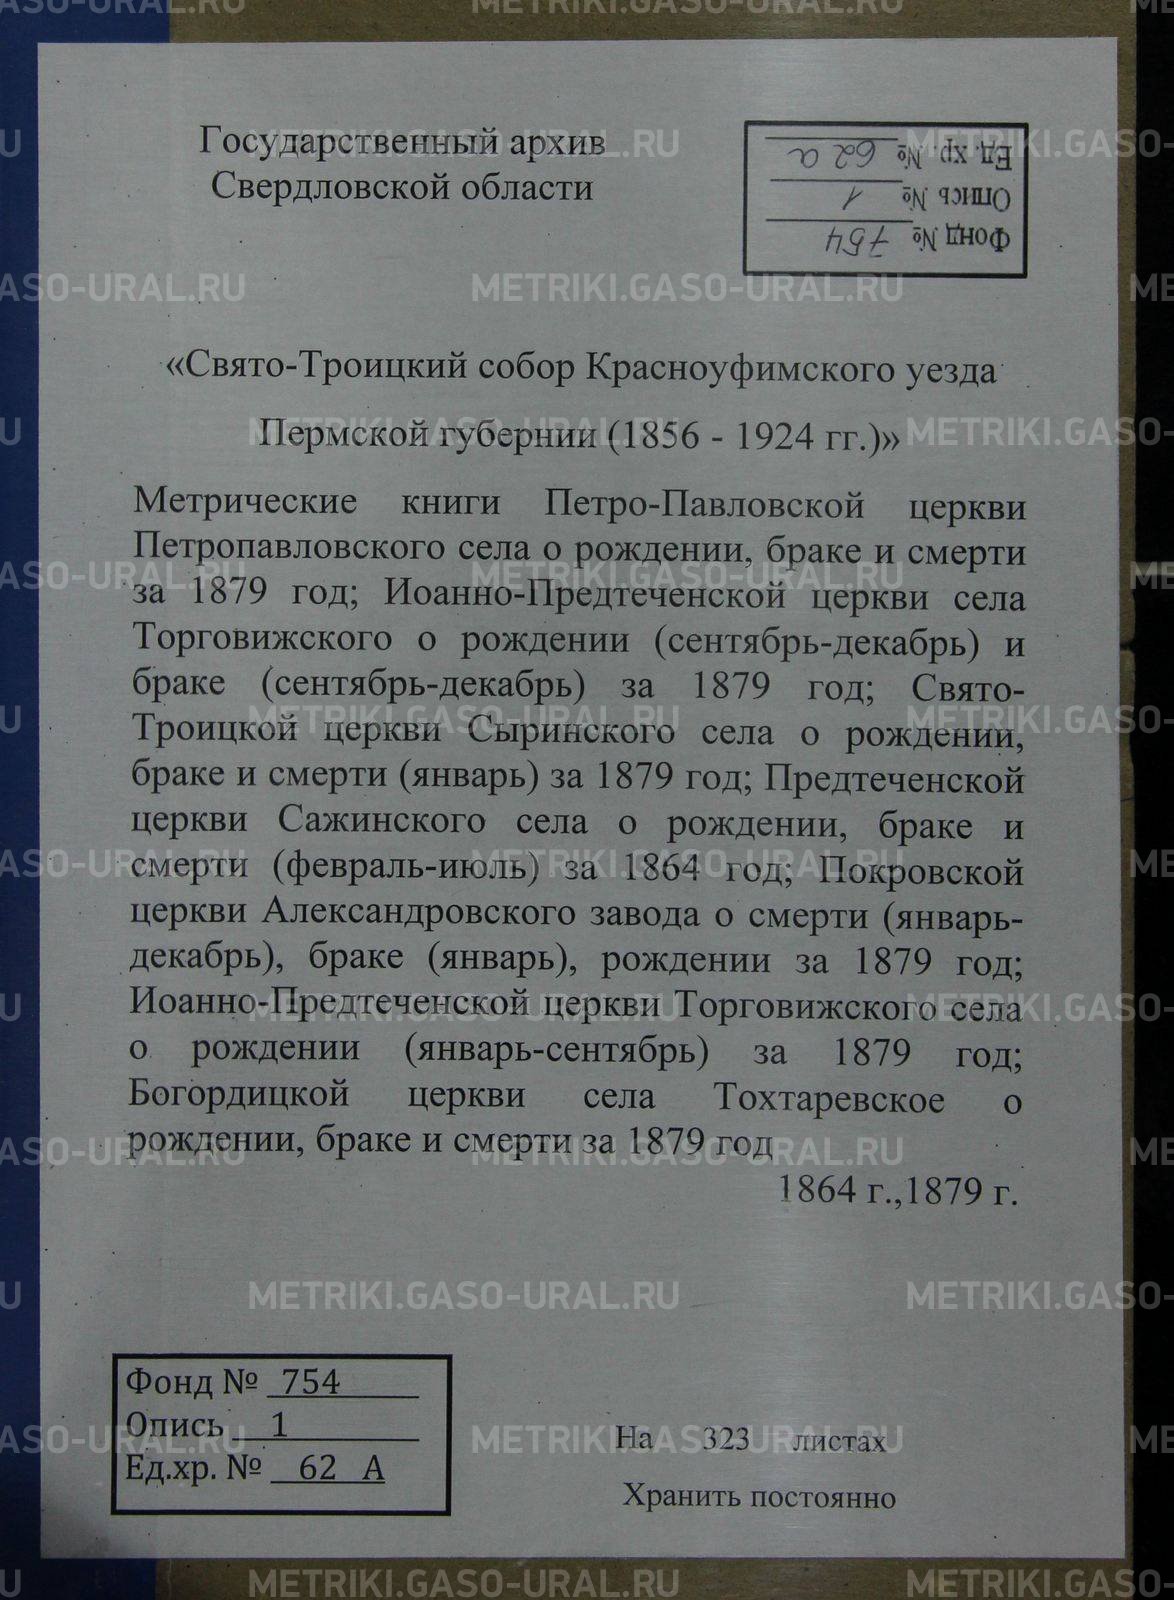 Государственный архив
Свердловской области
Ед. хр. № 62а
Опись № 1
Фонд № 754
«Свято-Троицкий собор Красноуфимского уезда
Пермской губернии (1856 - 1924 гг.)»
Метрические книги Петро-Павловской церкви
Петропавловского села о рождении, браке и смерти
за 1879 год; Иоанно-Предтеченской церкви села
Торговижского о рождении (сентябрь-декабрь) и
браке (сентябрь-декабрь) за 1879 год; Свято-
Троицкой церкви Сыринского села о рождении,
браке и смерти (январь) за 1879 год; Предтеченской
церкви Сажинского села о рождении, браке и
смерти (февраль-июль) за 1864 год; Покровской
церкви Александровского завода о смерти (январь-
декабрь), браке (январь), рождении за 1879 год;
Иоанно-Предтеченской церкви Торговижского села
о рождении (январь-сентябрь) за 1879 год;
Богордицкой церкви села Тохтаревское о
рождении, браке и смерти за 1879 год
1864 г.,1879 г.
Фонд № 754
Опись 1
Ед.хр. № 62 А
На 323 листах
Хранить постоянно
METRIKI.GASO-URAL.RU